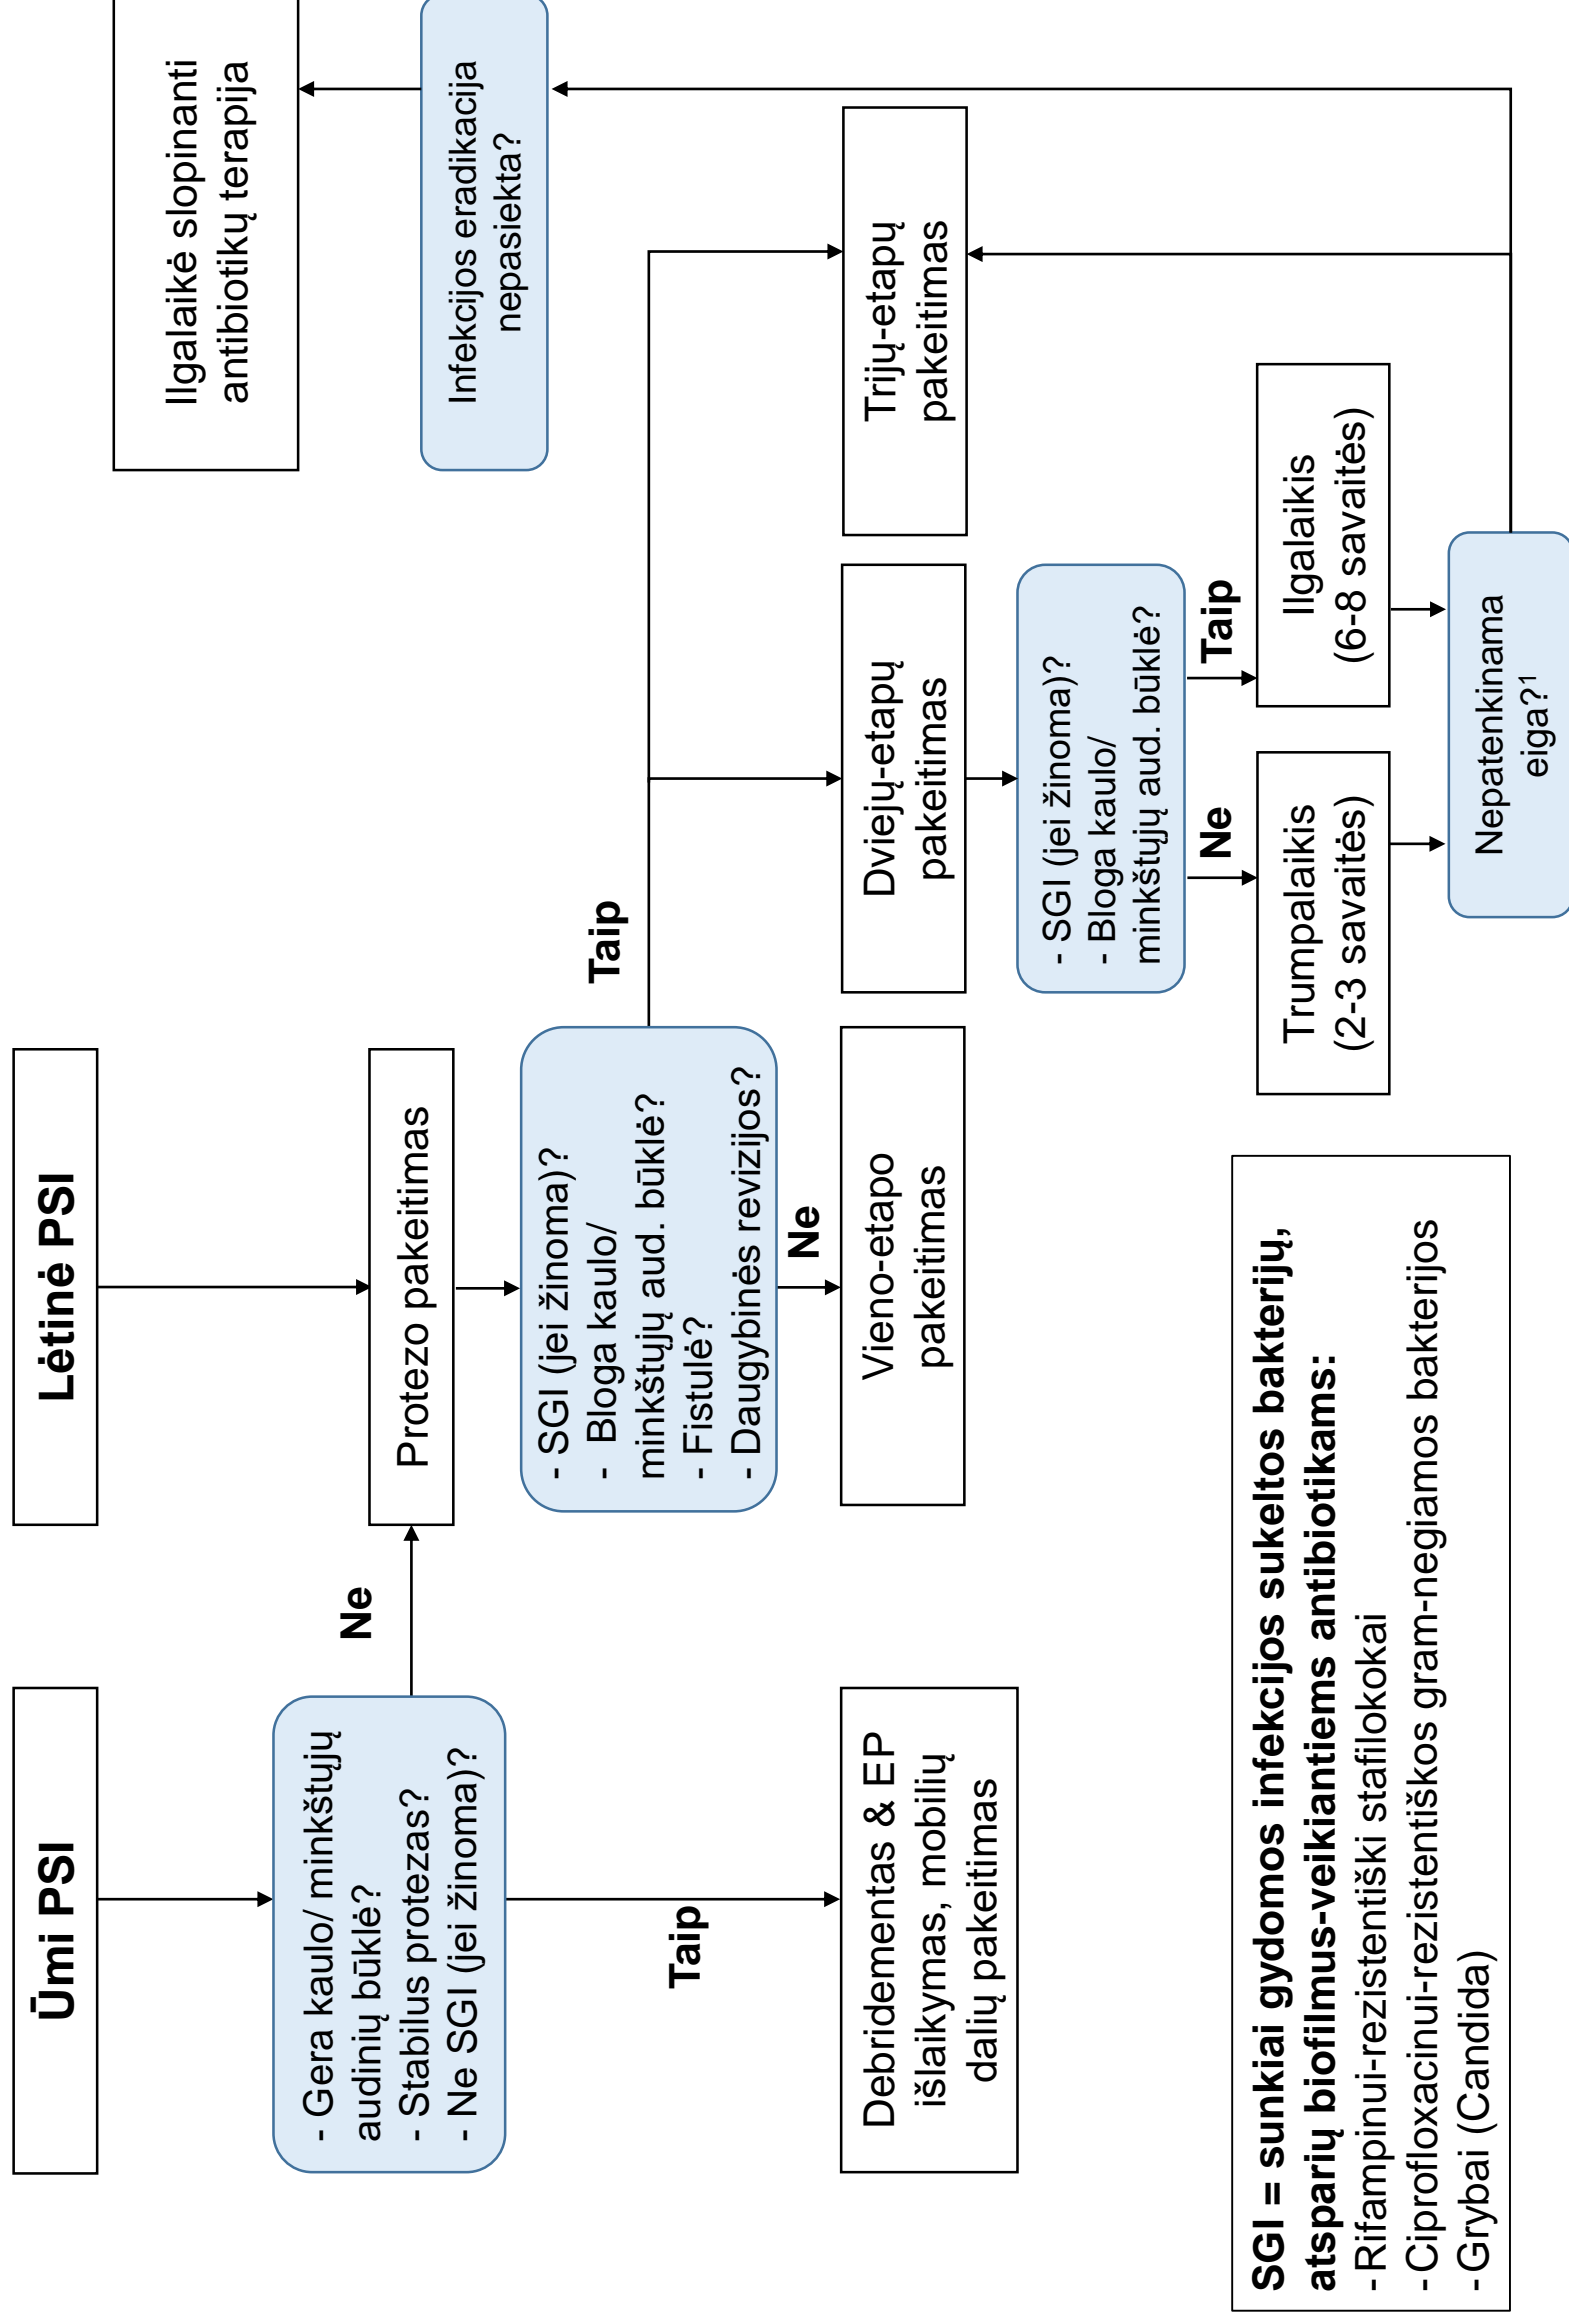 Ūmi PSI
Lėtinė PSI
Ilgalaikė slopinanti
antibiotikų terapija
- Gera kaulo/ minkštųjų
audinių būklė?
- Stabilus protezas?
- Ne SGI (jei žinoma)?
Ne
Protezo pakeitimas
Infekcijos eradikacija
nepasiekta?
- SGI (jei žinoma)?
- Bloga kaulo/
minkštųjų aud. būklė?
- Fistulė?
- Daugybinės revizijos?
Taip
Taip
Ne
Debridementas & EP
išlaikymas, mobilių
dalių pakeitimas
Vieno-etapo
pakeitimas
Dviejų-etapų
pakeitimas
Trijų-etapų
pakeitimas
- SGI (jei žinoma)?
- Bloga kaulo/
minkštųjų aud. būklė?
Ne
Taip
Trumpalaikis
(2-3 savaitės)
Ilgalaikis
(6-8 savaitės)
Nepatenkinama
eiga?¹
SGI = sunkiai gydomos infekcijos sukeltos bakterijų,
atsparių biofilmus-veikiantiems antibiotikams:
- Rifampinui-rezistentiški stafilokokai
- Ciprofloxacinui-rezistentiškos gram-negiamos bakterijos
- Grybai (Candida)